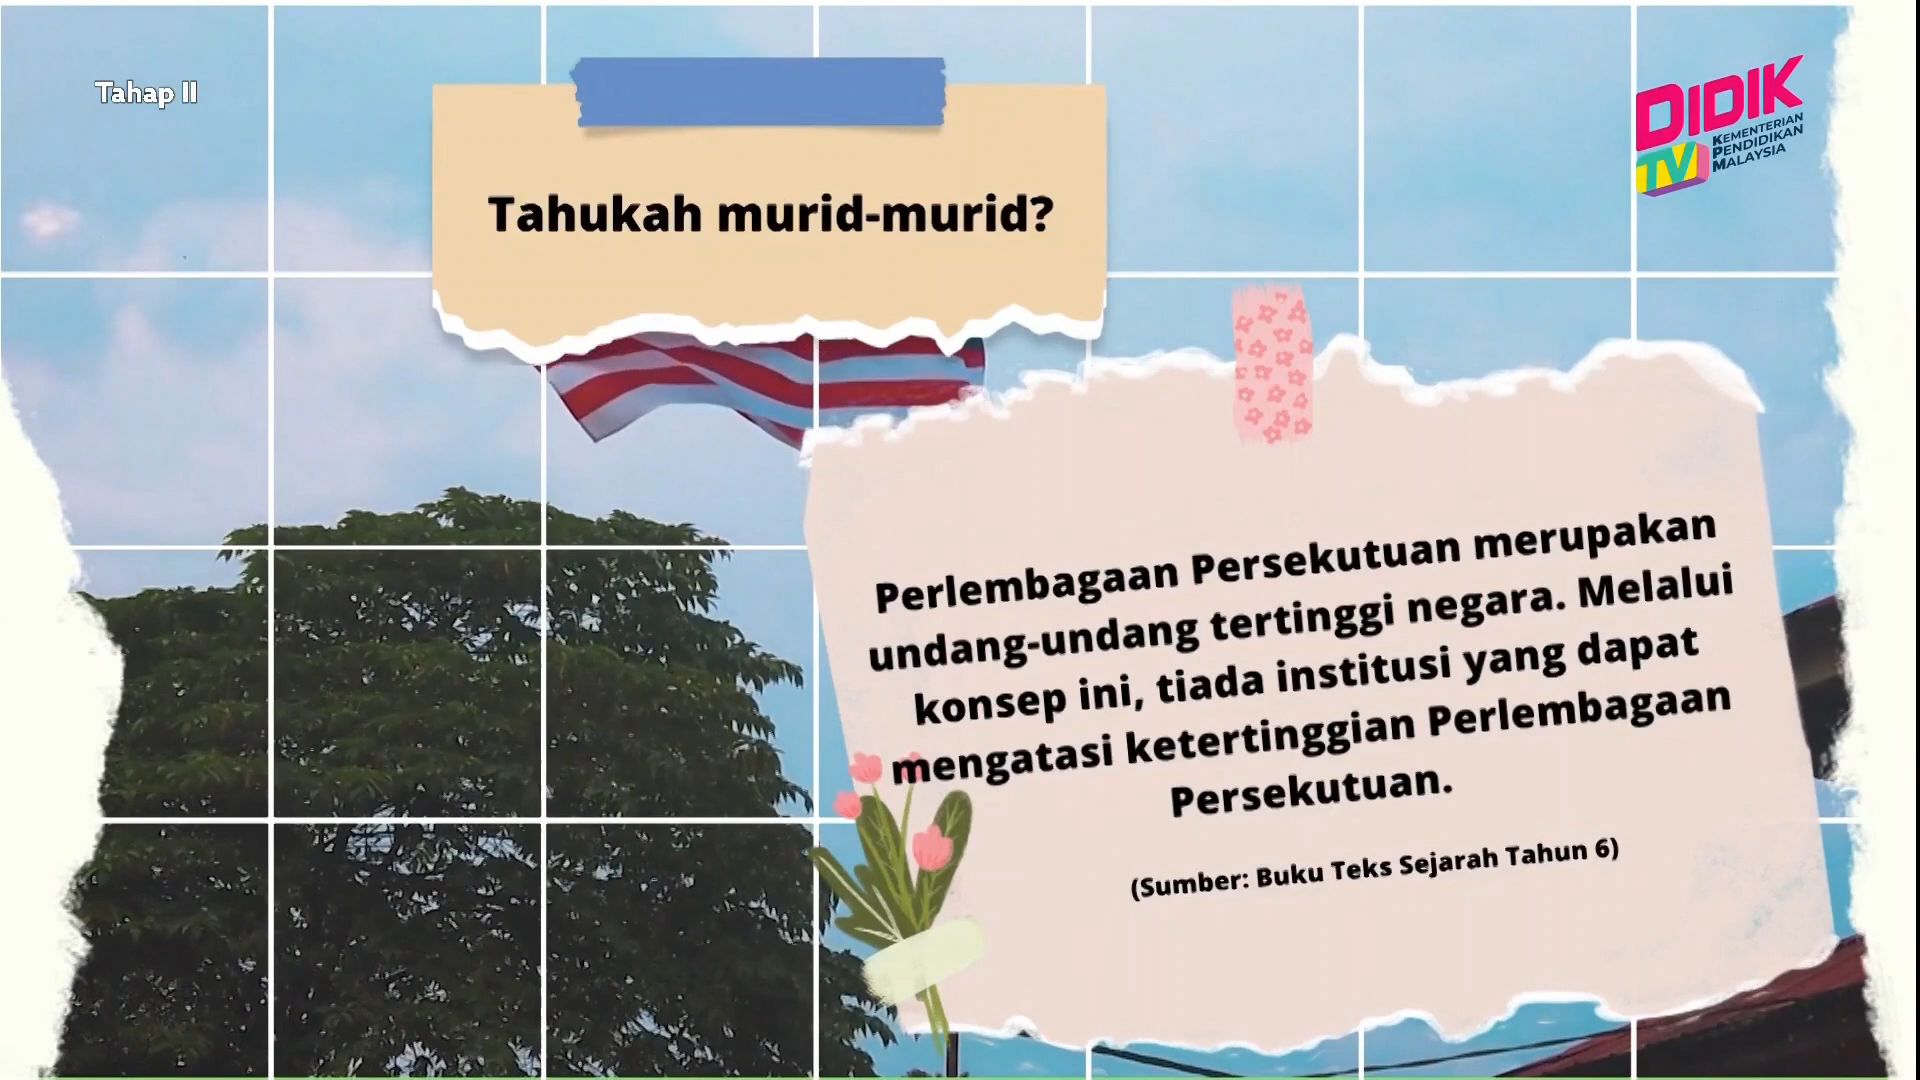 Tahap II
DIDIK
TV
KEMENTERIAN
PENDIDIKAN
MALAYSIA
Tahukah murid-murid?
Perlembagaan Persekutuan merupakan
undang-undang tertinggi negara. Melalui
konsep ini, tiada institusi yang dapat
mengatasi ketertinggian Perlembagaan
Persekutuan.
(Sumber: Buku Teks Sejarah Tahun 6)